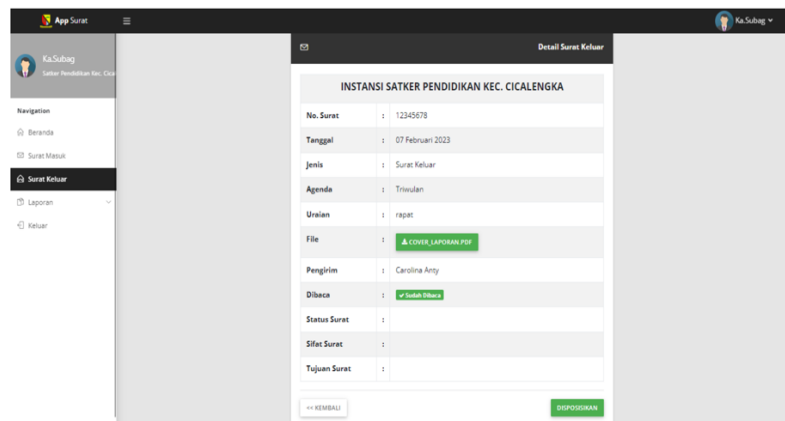 App Surat
Ka.Subag
Ka.Subag
Satker Pendidikan Kec. Cica
Navigation
Beranda
Surat Masuk
Surat Keluar
Laporan
Keluar
Detail Surat Keluar
INSTANSI SATKER PENDIDIKAN KEC. CICALENGKA
No. Surat : 12345678
Tanggal : 07 Februari 2023
Jenis : Surat Keluar
Agenda : Triwulan
Uraian : rapat
File : COVER_LAPORAN.PDF
Pengirim : Carolina Anty
Dibaca : Sudah Dibaca
Status Surat :
Sifat Surat :
Tujuan Surat :
<< KEMBALI
DISPOSISIKAN